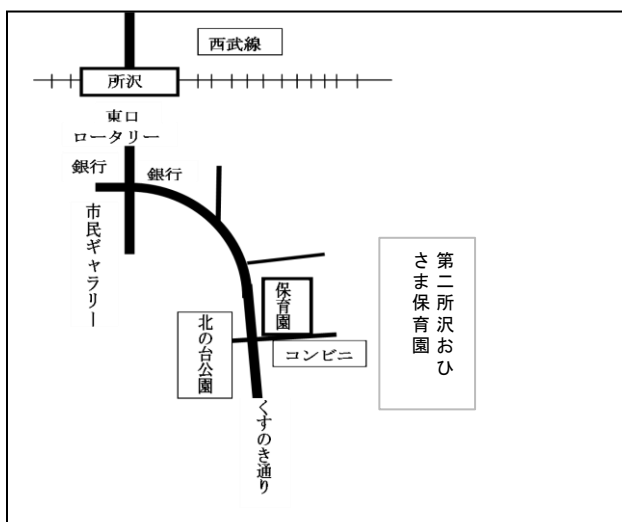 西武線
所沢
東口
ロータリー
銀行
銀行
市民ギャラリー
保育園
北の台公園
コンビニ
くすのき通り
第二所沢おひ
さま保育園